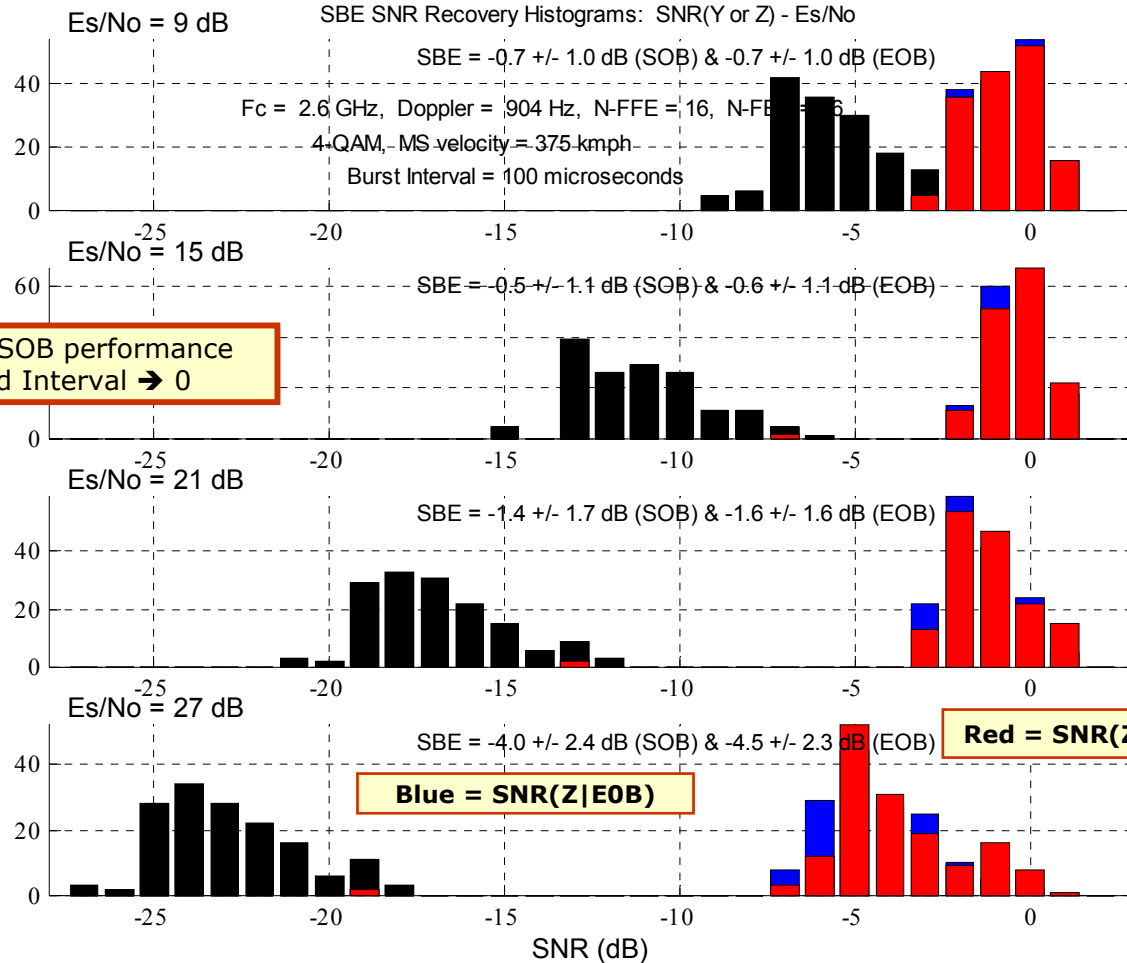 SBE SNR Recovery Histograms: SNR(Y or Z) - Es/No
Es/No = 9 dB
SBE = -0.7 +/- 1.0 dB (SOB) & -0.7 +/- 1.0 dB (EOB)
Fc = 2.6 GHz, Doppler = 904 Hz, N-FFE = 16,
4-QAM, MS velocity = 375 kmph
Burst Interval = 100 microseconds
40
20
0
-25 -20 -15 -10 -5 0
Es/No = 15 dB
SBE = -0.5 +/- 1.1 dB (SOB) & -0.6 +/- 1.1 dB (EOB)
60
SOB performance
Interval ➔ 0
0
-25 -20 -15 -10 -5 0
Es/No = 21 dB
SBE = -1.4 +/- 1.7 dB (SOB) & -1.6 +/- 1.6 dB (EOB)
40
20
0
-25 -20 -15 -10 -5 0
Es/No = 27 dB
SBE = -4.0 +/- 2.4 dB (SOB) & -4.5 +/- 2.3 dB (EOB)
Red = SNR(Z
Blue = SNR(Z|E0B)
40
20
0
-25 -20 -15 -10 -5 0
SNR (dB)